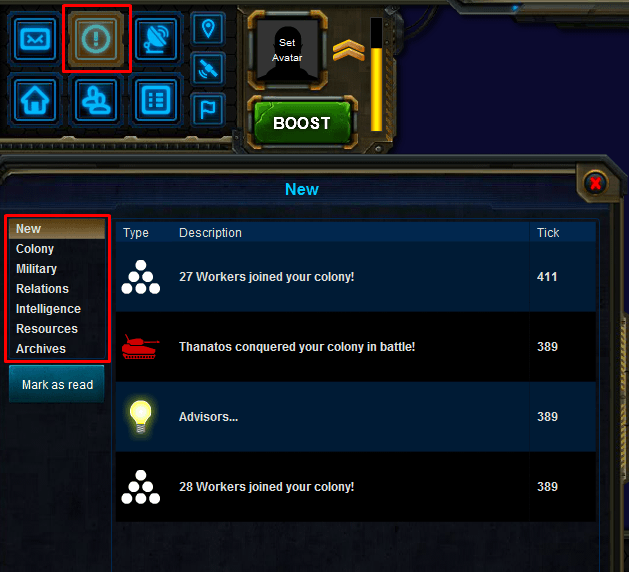 Set
Avatar
BOOST
New
New
Colony
Military
Relations
Intelligence
Resources
Archives
Mark as read
Type Description Tick
27 Workers joined your colony! 411
Thanatos conquered your colony in battle! 389
Advisors... 389
28 Workers joined your colony! 389